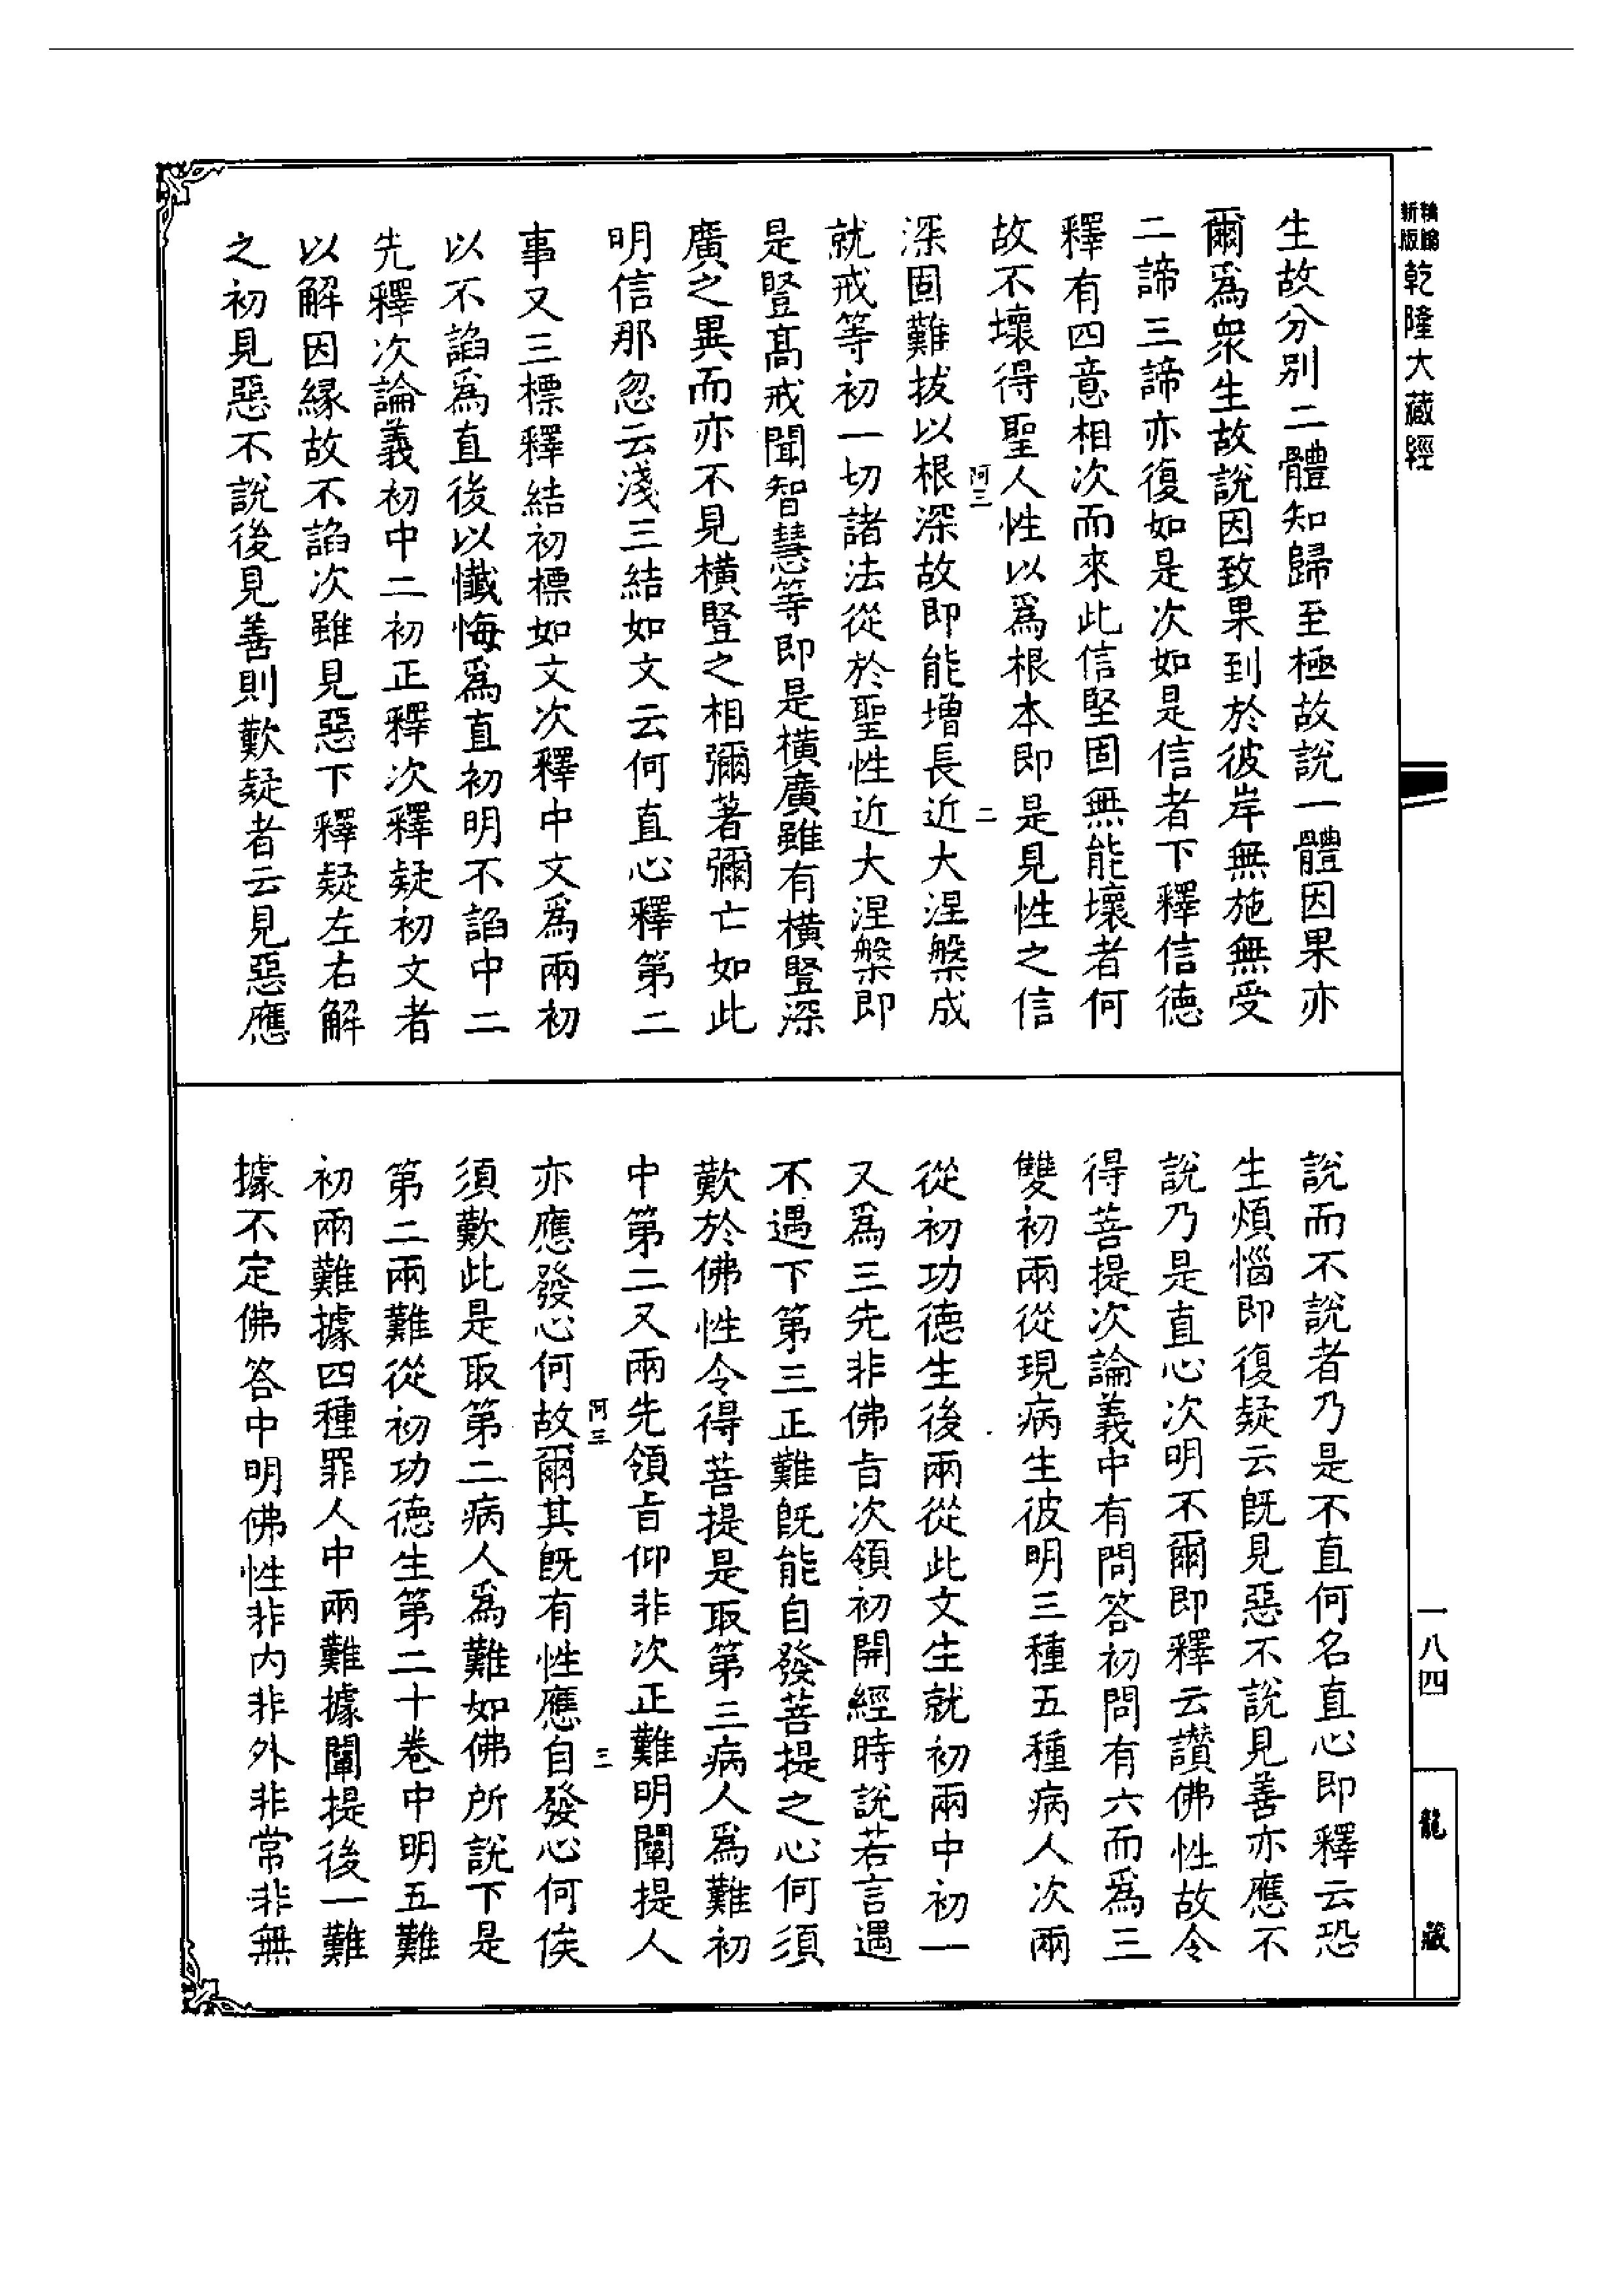 新版
乾隆大藏經
生故分别二體知歸至極故說一體因果亦
爾爲衆生故說因致果到於彼岸無施無受
二諦三諦亦復如是次如是信者下釋信德
釋有四意相次而來此信堅固無能壞者何
故不壞得聖人性以爲根本即是見性之信
阿三 二
深固難拔以根深故即能增長近大涅槃成
就戒等初一切諸法從於聖性近大涅槃即
是豎高戒聞智慧等即是橫廣雖有橫豎深
廣之異而亦不見橫豎之相彌著彌亡如此
明信那忽云淺三結如文云何直心釋第二
事又三標釋結初標如文次釋中文爲兩初
以不諂爲直後以懺悔爲直初明不諂中二
先釋次論義初中二初正釋次釋疑初文者
以解因緣故不諂次雖見惡下釋疑左右解
之初見惡不說後見善則歎疑者云見惡應
說而不說者乃是不直何名直心即釋云恐
生煩惱即復疑云既見惡不說見善亦應不
說乃是直心次明不爾即釋云讚佛性故令
得菩提次論義中有問答初問有六而爲三
雙初兩從現病生彼明三種五種病人次兩
從初功德生後兩從此文生就初兩中初一
又爲三先非佛旨次領初開經時說若言遇
不遇下第三正難既能自發菩提之心何須
歎於佛性令得菩提是取第三病人爲難初
中第二又兩先領旨仰非次正難明闡提人
阿三 三
亦應發心何故爾其既有性應自發心何俟
須歎此是取第二病人爲難如佛所說下是
第二兩難從初功德生第二十卷中明五難
初兩難據四種罪人中兩難據闡提後一難
據不定佛答中明佛性非内非外非常非無
一八四
龍藏